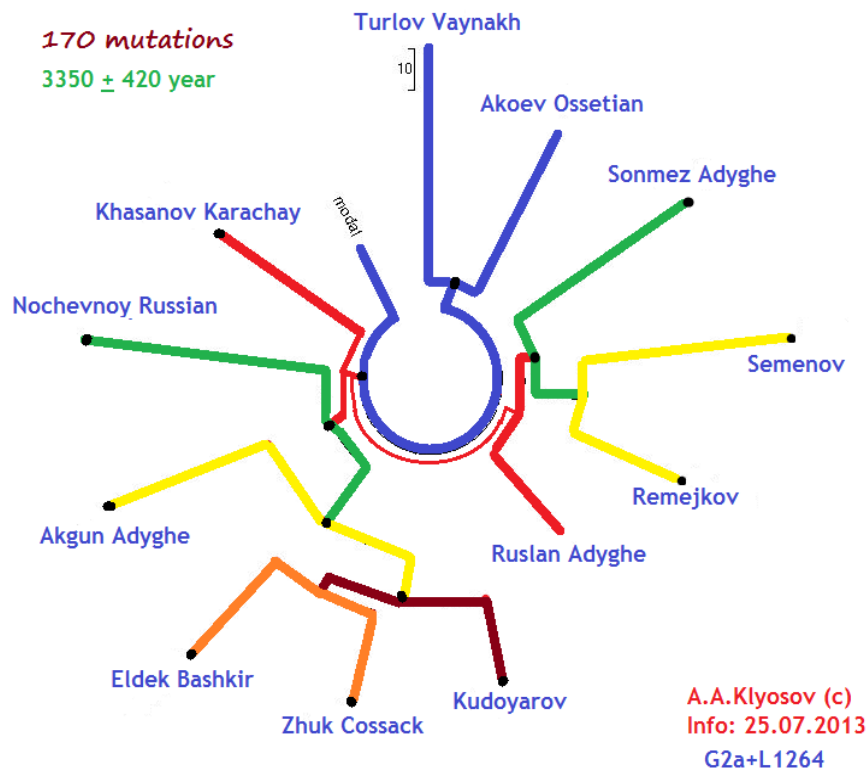 Turlov Vaynakh
170 mutations
3350 ± 420 year
10
Akoev Ossetian
Sonmez Adyghe
Khasanov Karachay
modal
Nochevnoy Russian
Semenov
Remejkov
Akgun Adyghe
Ruslan Adyghe
Eldek Bashkir
Kudoyarov
Zhuk Cossack
A.A.Klyosov (c)
Info: 25.07.2013
G2a+L1264